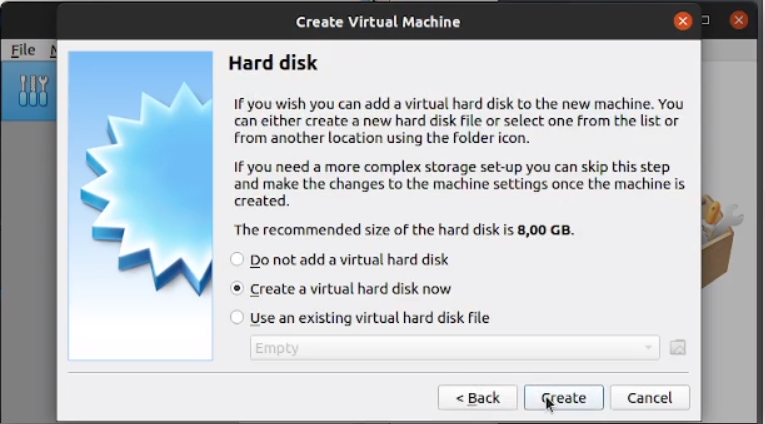 Create Virtual Machine
File
Hard disk
If you wish you can add a virtual hard disk to the new machine. You
can either create a new hard disk file or select one from the list or
from another location using the folder icon.
If you need a more complex storage set-up you can skip this step
and make the changes to the machine settings once the machine is
created.
The recommended size of the hard disk is 8,00 GB.
Do not add a virtual hard disk
Create a virtual hard disk now
Use an existing virtual hard disk file
Empty
< Back
Create
Cancel